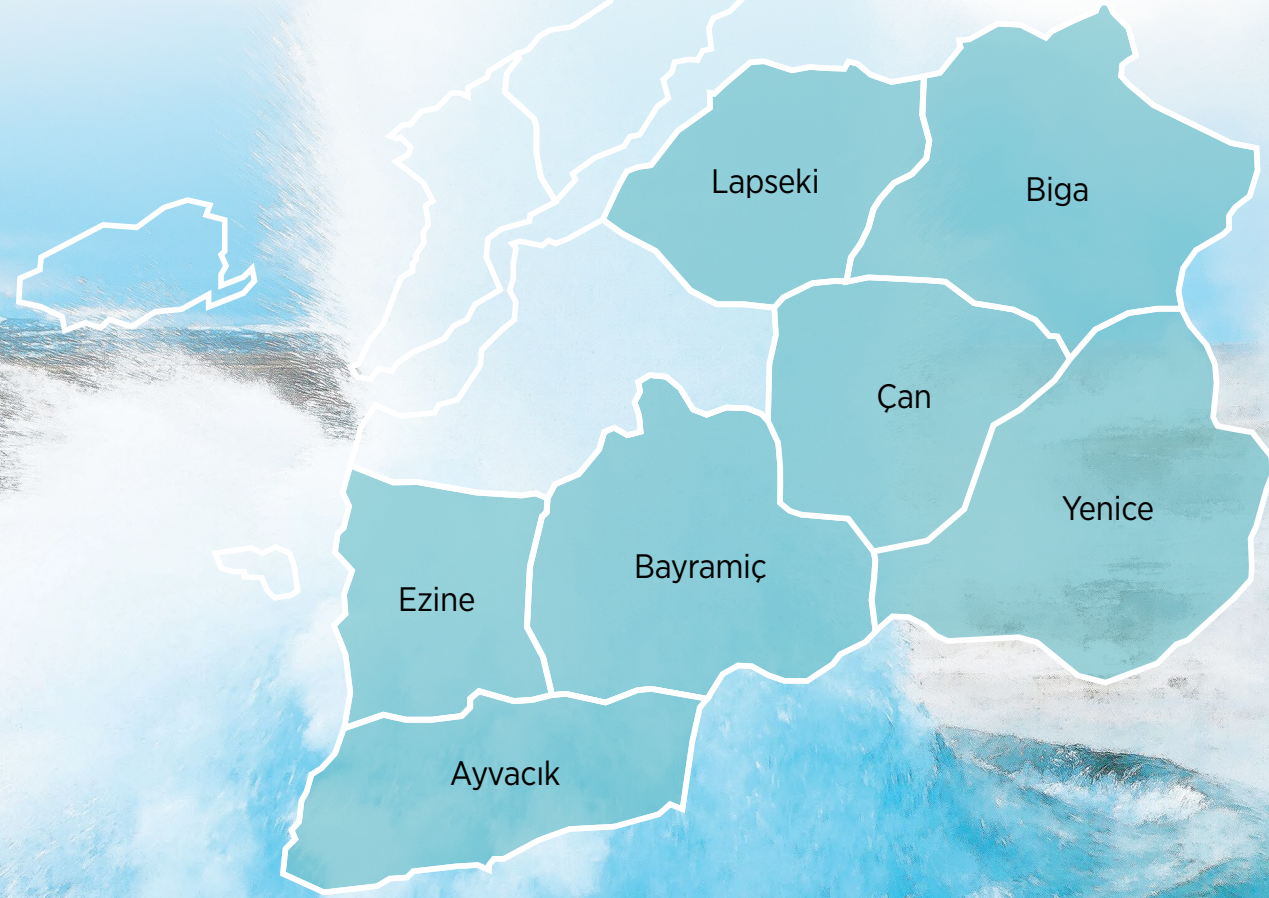 Lapseki
Biga
Çan
Yenice
Bayramiç
Ezine
Ayvacık